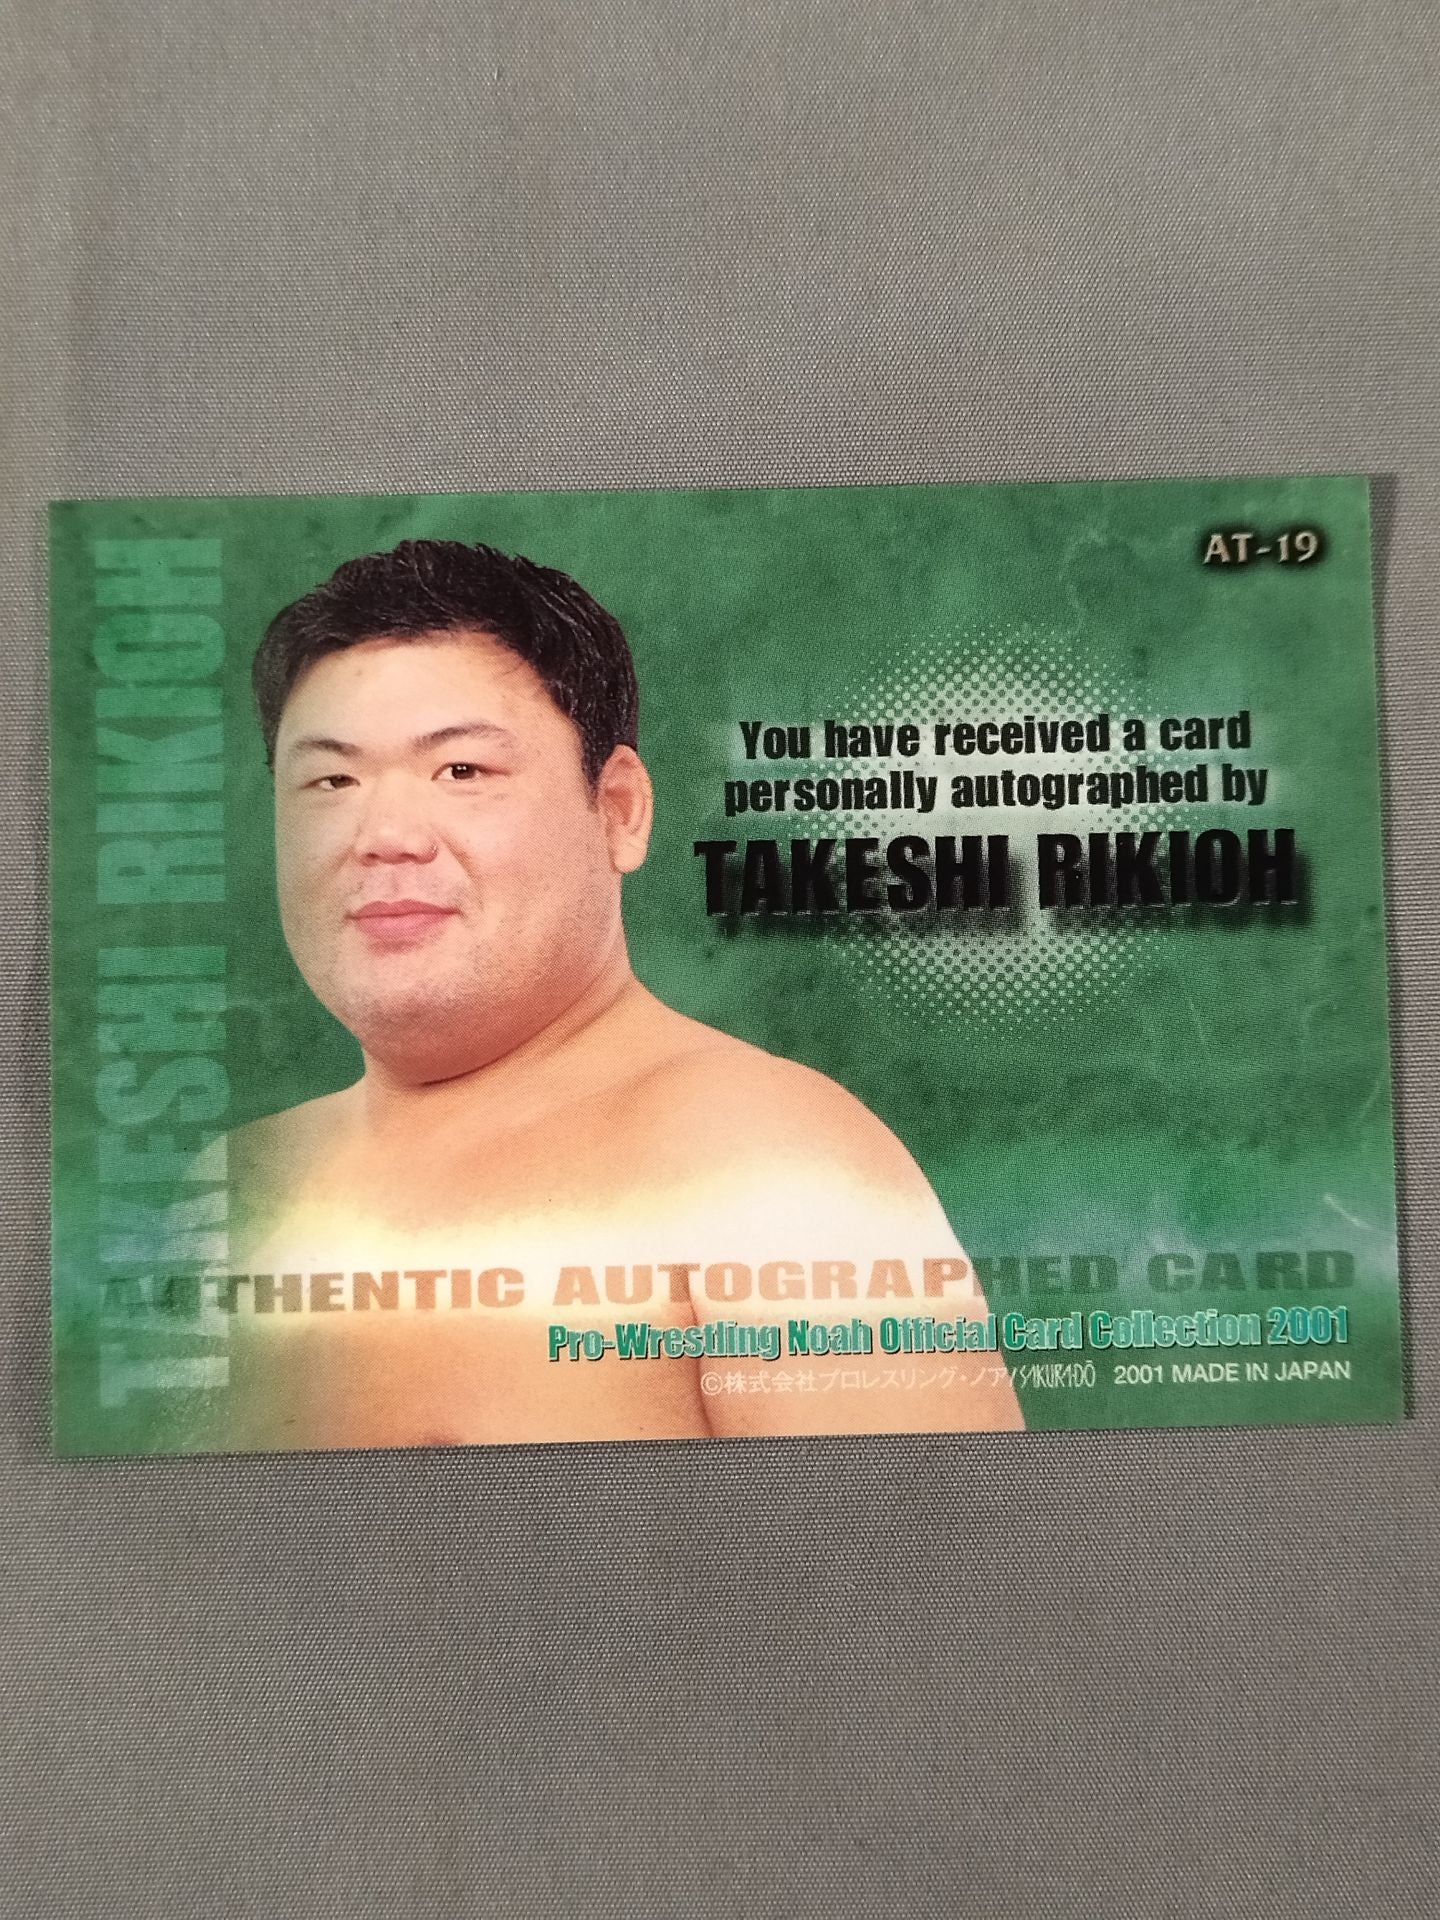 AT-19
TAKESHI RIKIOH
You have received a card
personally autographed by
TAKESHI RIKIOH
AUTHENTIC AUTOGRAPHED CARD
Pro-Wrestling Noah Official Card Collection 2001
©株式会社プロレスリング・ノア/SAKURADŌ 2001 MADE IN JAPAN